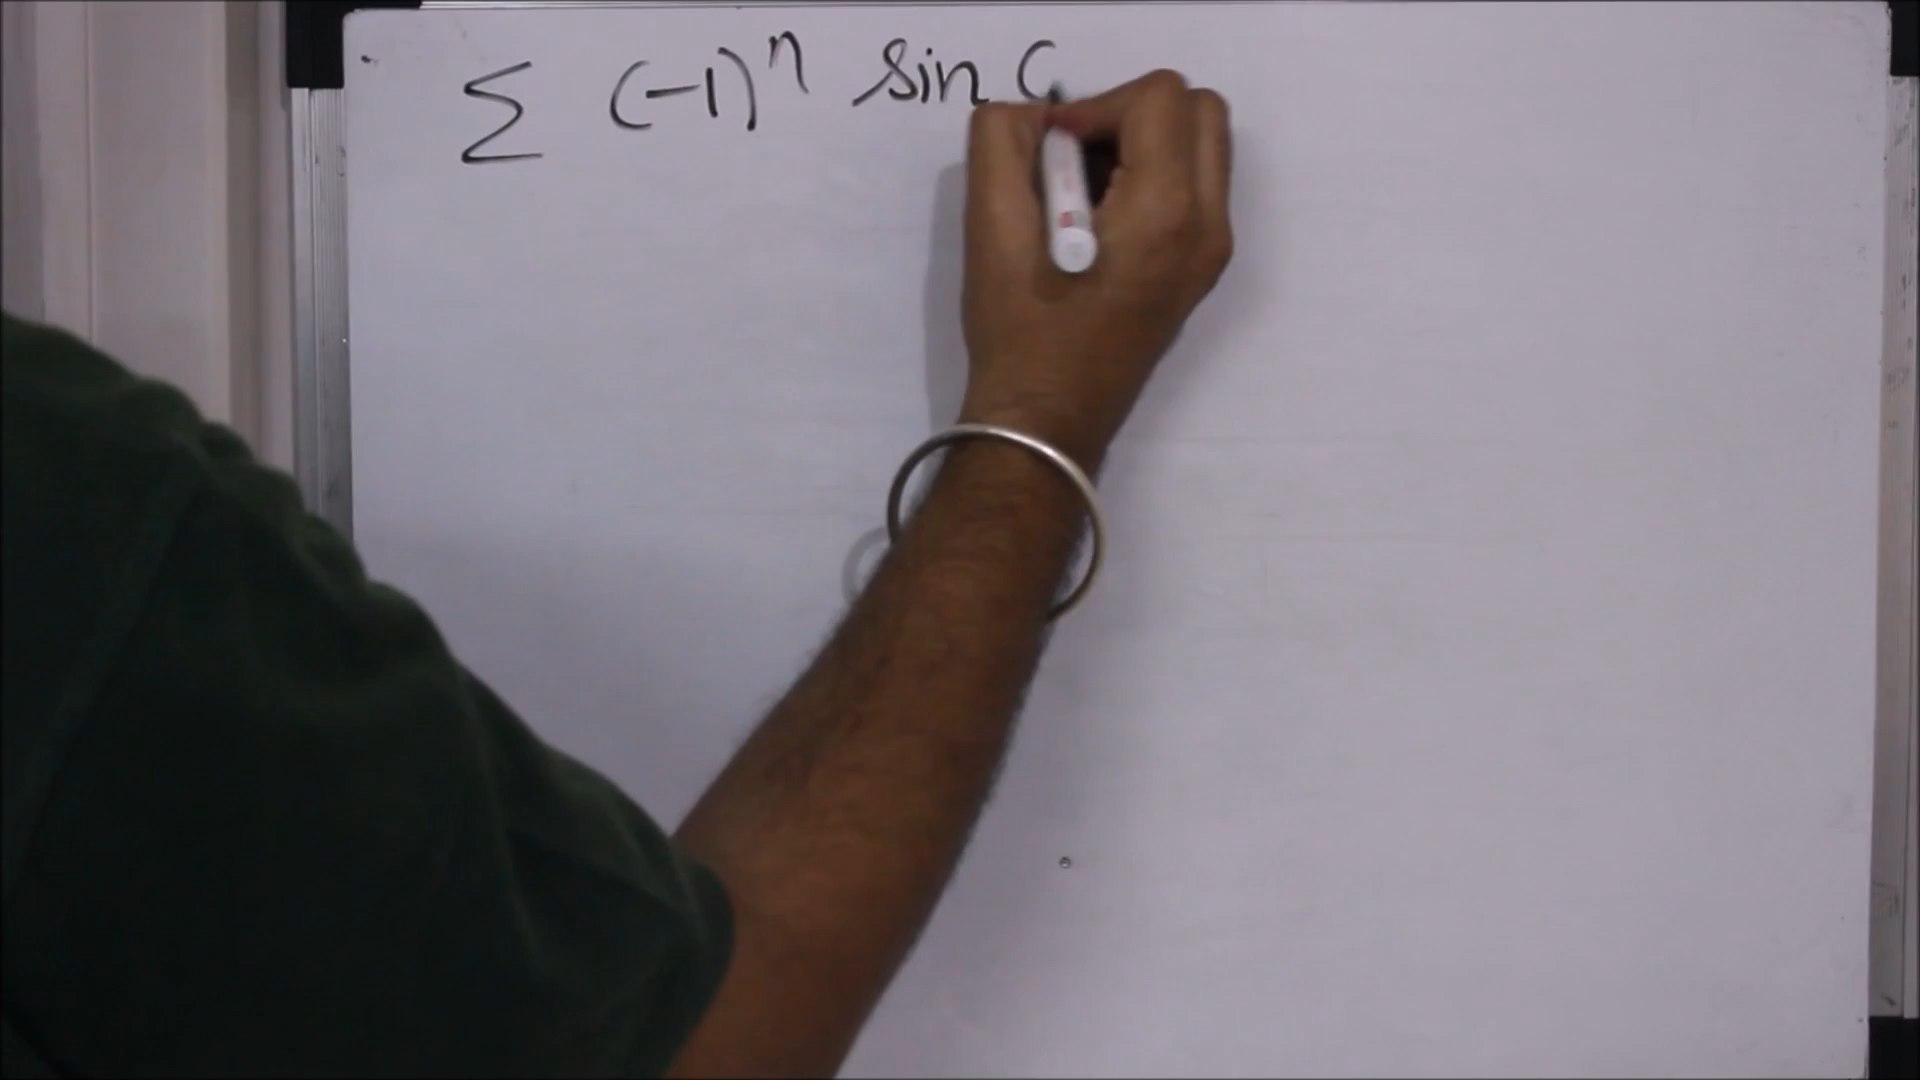 ∑ (-1)ⁿ sin (